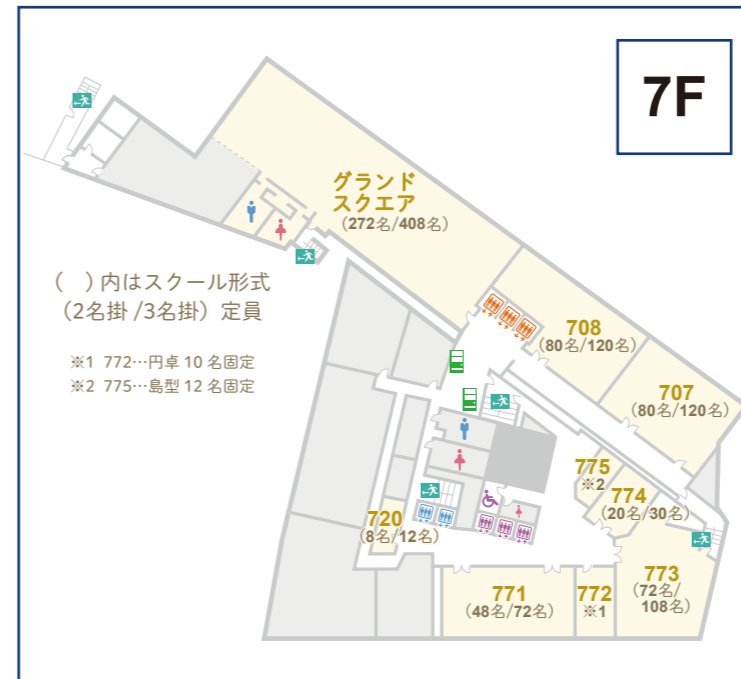 7F
グランド
スクエア
（272名/408名）
（　）内はスクール形式
（2名掛 /3名掛）定員
※1 772…円卓 10 名固定
※2 775…島型 12 名固定
708
（80名/120名）
707
（80名/120名）
775
※2
774
（20名/30名）
720
（8名/12名）
773
（72名/
108名）
771
（48名/72名）
772
※1